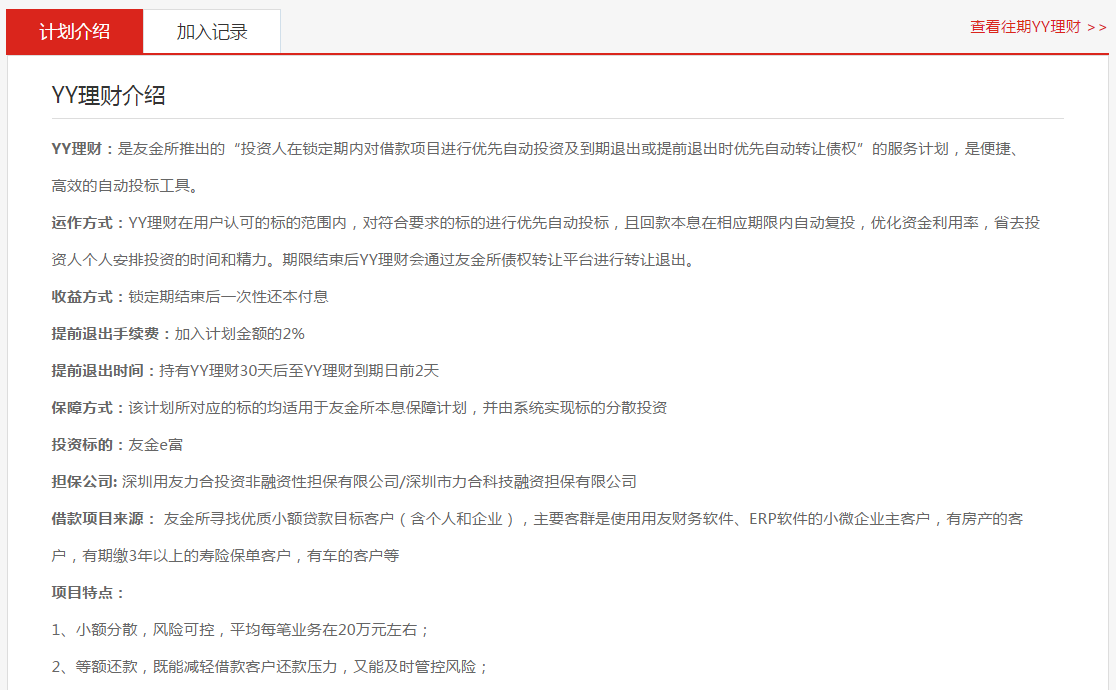 计划介绍
加入记录
查看往期YY理财 >>
YY理财介绍
YY理财：是友金所推出的“投资人在锁定期内对借款项目进行优先自动投资及到期退出或提前退出时优先自动转让债权”的服务计划，是便捷、
高效的自动投标工具。
运作方式：YY理财在用户认可的标的范围内，对符合要求的标的进行优先自动投标，且回款本息在相应期限内自动复投，优化资金利用率，省去投
资人个人安排投资的时间和精力。期限结束后YY理财会通过友金所债权转让平台进行转让退出。
收益方式：锁定期结束后一次性还本付息
提前退出手续费：加入计划金额的2%
提前退出时间：持有YY理财30天后至YY理财到期日前2天
保障方式：该计划所对应的标的均适用于友金所本息保障计划，并由系统实现标的分散投资
投资标的：友金e富
担保公司: 深圳用友力合投资非融资性担保有限公司/深圳市力合科技融资担保有限公司
借款项目来源： 友金所寻找优质小额贷款目标客户（含个人和企业），主要客群是使用用友财务软件、ERP软件的小微企业主客户，有房产的客
户，有期缴3年以上的寿险保单客户，有车的客户等
项目特点：
1、小额分散，风险可控，平均每笔业务在20万元左右；
2、等额还款，既能减轻借款客户还款压力，又能及时管控风险；